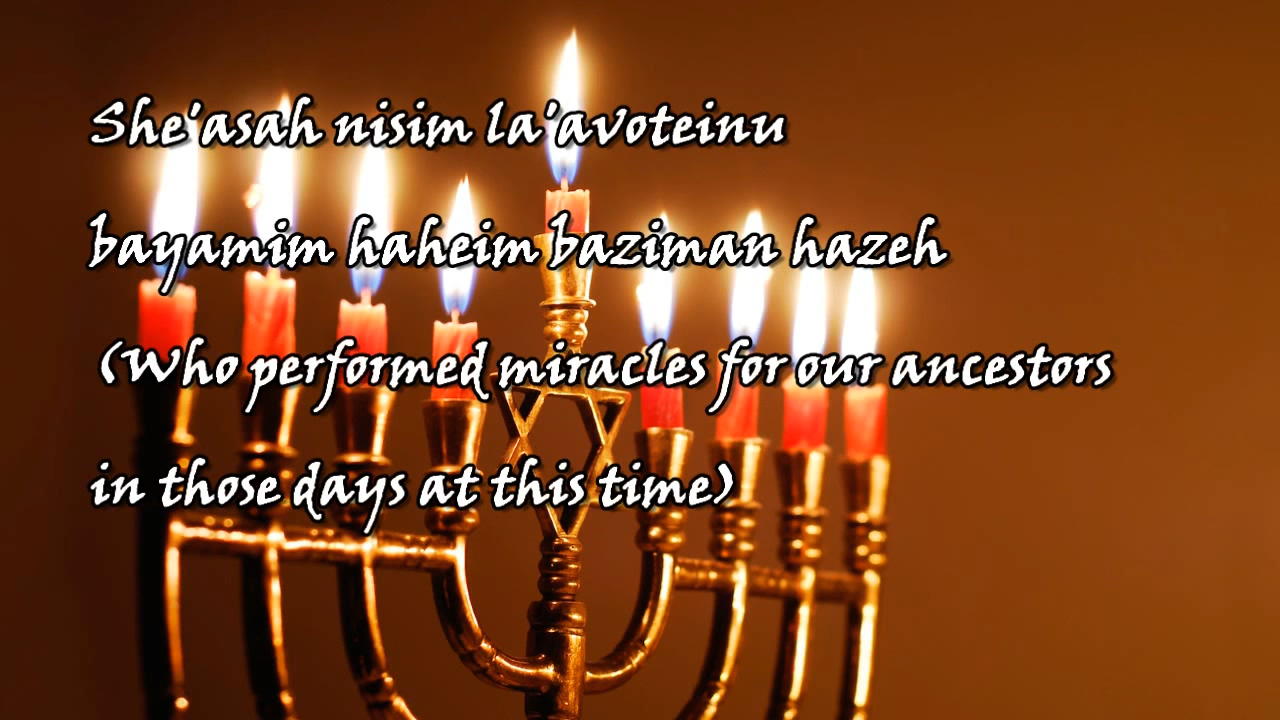 She'asah nisim la'avoteinu
bayamim haheim baziman hazeh
(Who performed miracles for our ancestors
in those days at this time)